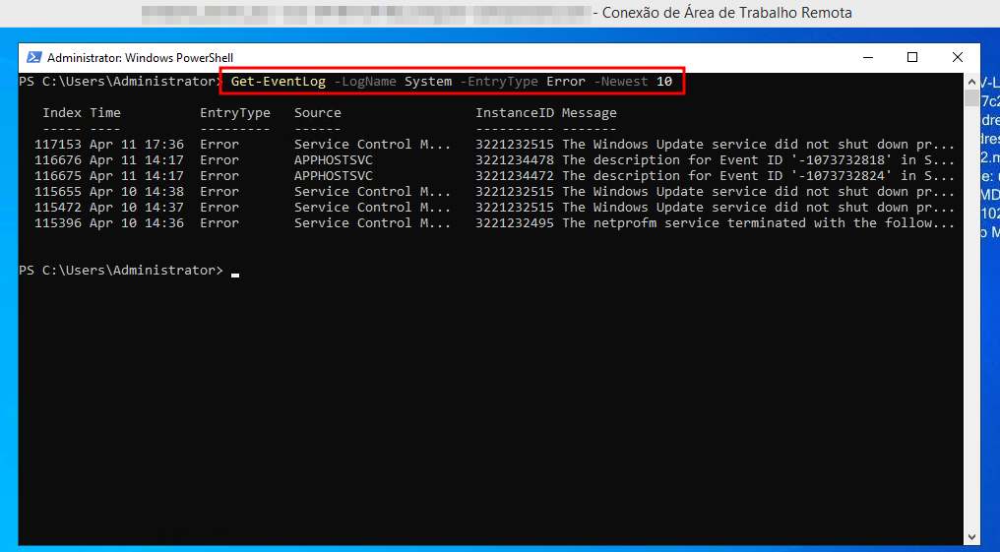 - Conexão de Área de Trabalho Remota
Administrator: Windows PowerShell
PS C:\Users\Administrator> Get-EventLog -LogName System -EntryType Error -Newest 10
Index Time EntryType Source InstanceID Message
----- ---- --------- ------ ---------- -------
117153 Apr 11 17:36 Error Service Control M... 3221232515 The Windows Update service did not shut down pr...
116676 Apr 11 14:17 Error APPHOSTSVC 3221234478 The description for Event ID '-1073732818' in S...
116675 Apr 11 14:17 Error APPHOSTSVC 3221234472 The description for Event ID '-1073732824' in S...
115655 Apr 10 14:38 Error Service Control M... 3221232515 The Windows Update service did not shut down pr...
115472 Apr 10 14:37 Error Service Control M... 3221232515 The Windows Update service did not shut down pr...
115396 Apr 10 14:36 Error Service Control M... 3221232495 The netprofm service terminated with the follow...
PS C:\Users\Administrator>